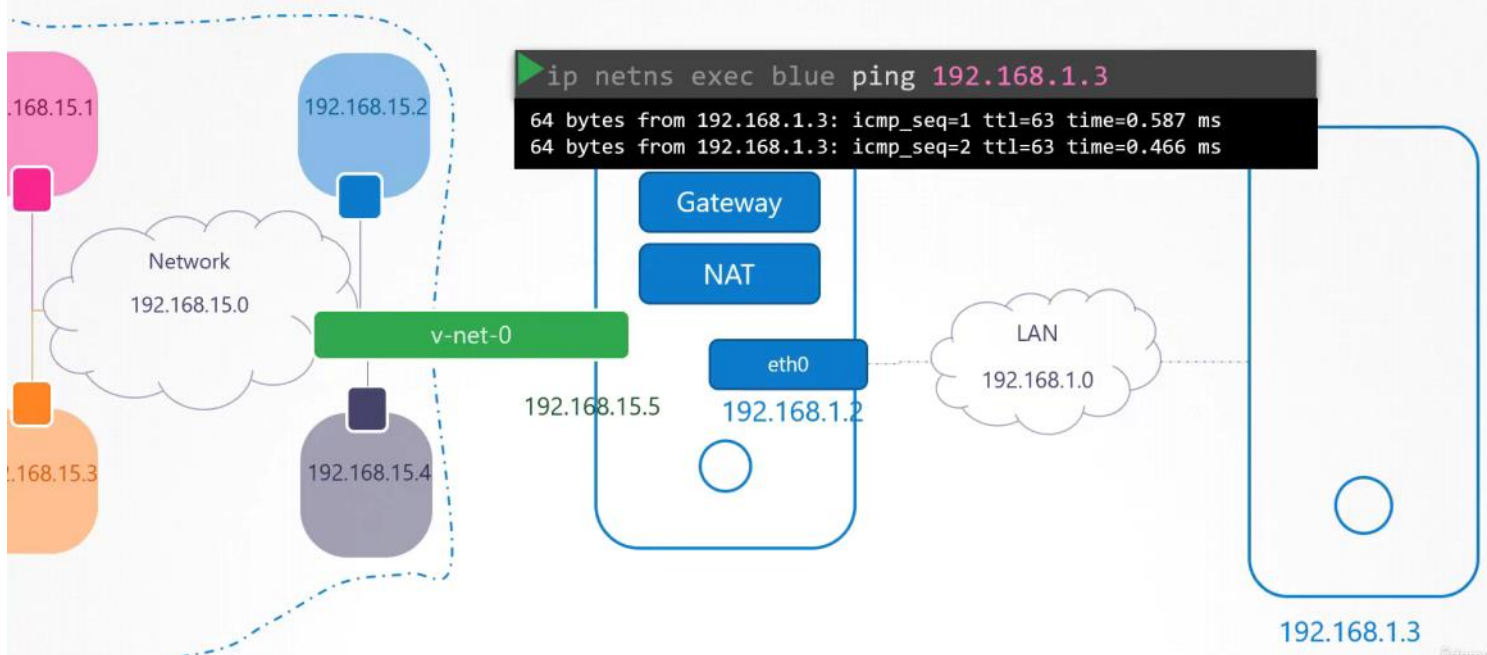 ip netns exec blue ping 192.168.1.3
64 bytes from 192.168.1.3: icmp_seq=1 ttl=63 time=0.587 ms
64 bytes from 192.168.1.3: icmp_seq=2 ttl=63 time=0.466 ms
.168.15.1
192.168.15.2
Network
192.168.15.0
.168.15.3
192.168.15.4
v-net-0
192.168.15.5
Gateway
NAT
eth0
192.168.1.2
LAN
192.168.1.0
192.168.1.3